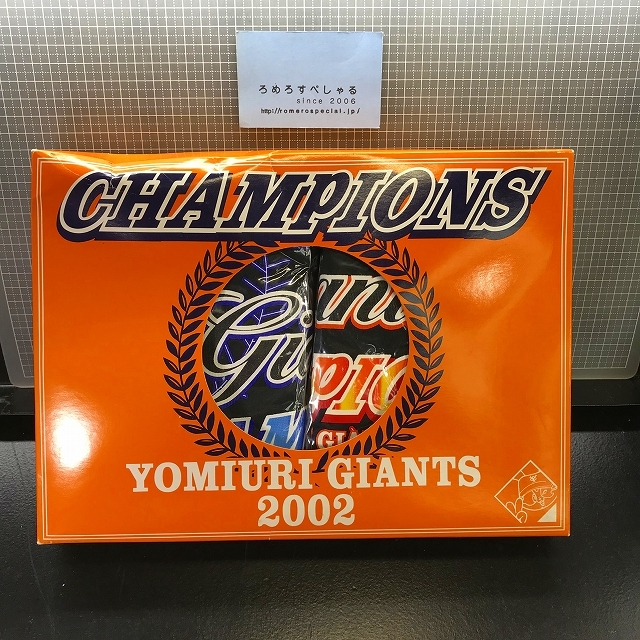 ろめろすぺしゃる
since 2006
http://romerospecial.jp/
CHAMPIONS
YOMIURI GIANTS
2002